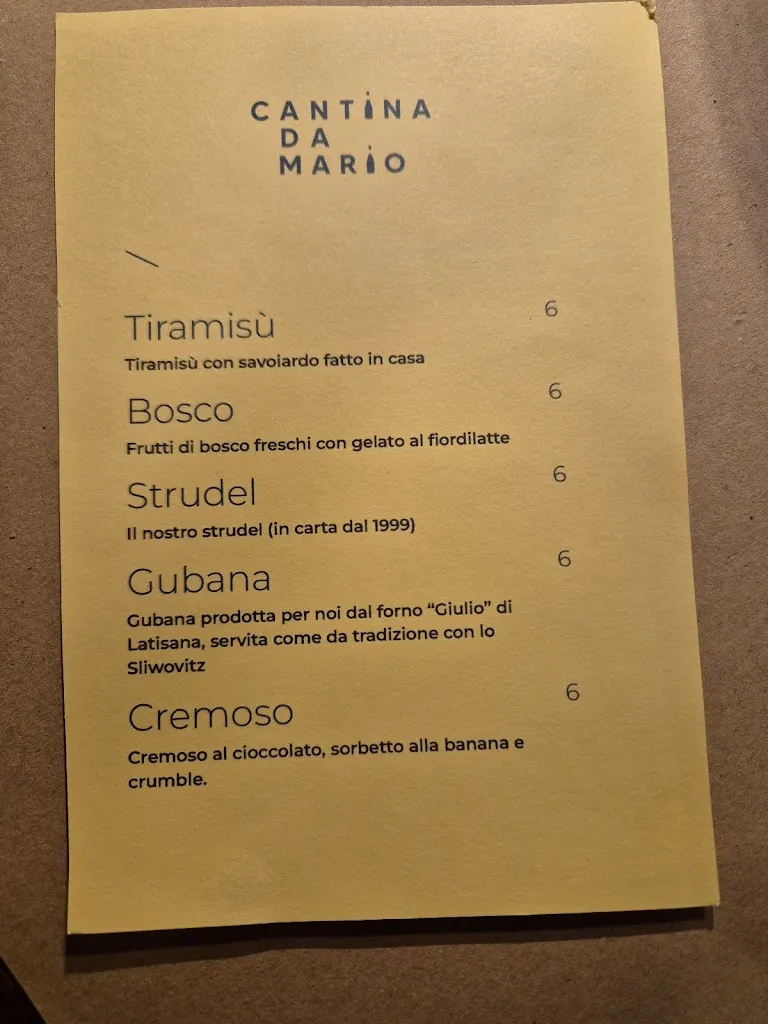 CANTINA
DA
MARIO
Tiramisù 6
Tiramisù con savoiardo fatto in casa
Bosco 6
Frutti di bosco freschi con gelato al fiordilatte
Strudel 6
Il nostro strudel (in carta dal 1999)
Gubana 6
Gubana prodotta per noi dal forno “Giulio” di
Latisana, servita come da tradizione con lo
Sliwovitz
Cremoso 6
Cremoso al cioccolato, sorbetto alla banana e
crumble.